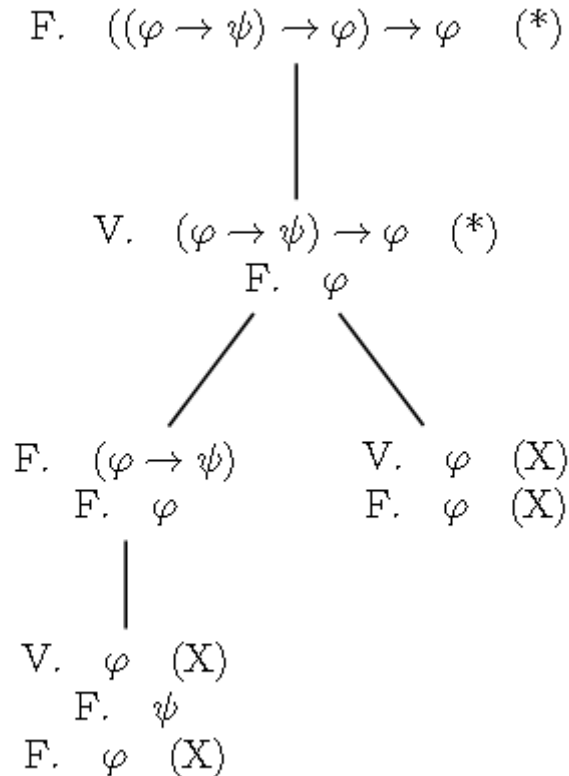 F. ((φ → ψ) → φ) → φ (*)
V. (φ → ψ) → φ (*)
F. φ
F. (φ → ψ) V. φ (X)
F. φ F. φ (X)
V. φ (X)
F. ψ
F. φ (X)